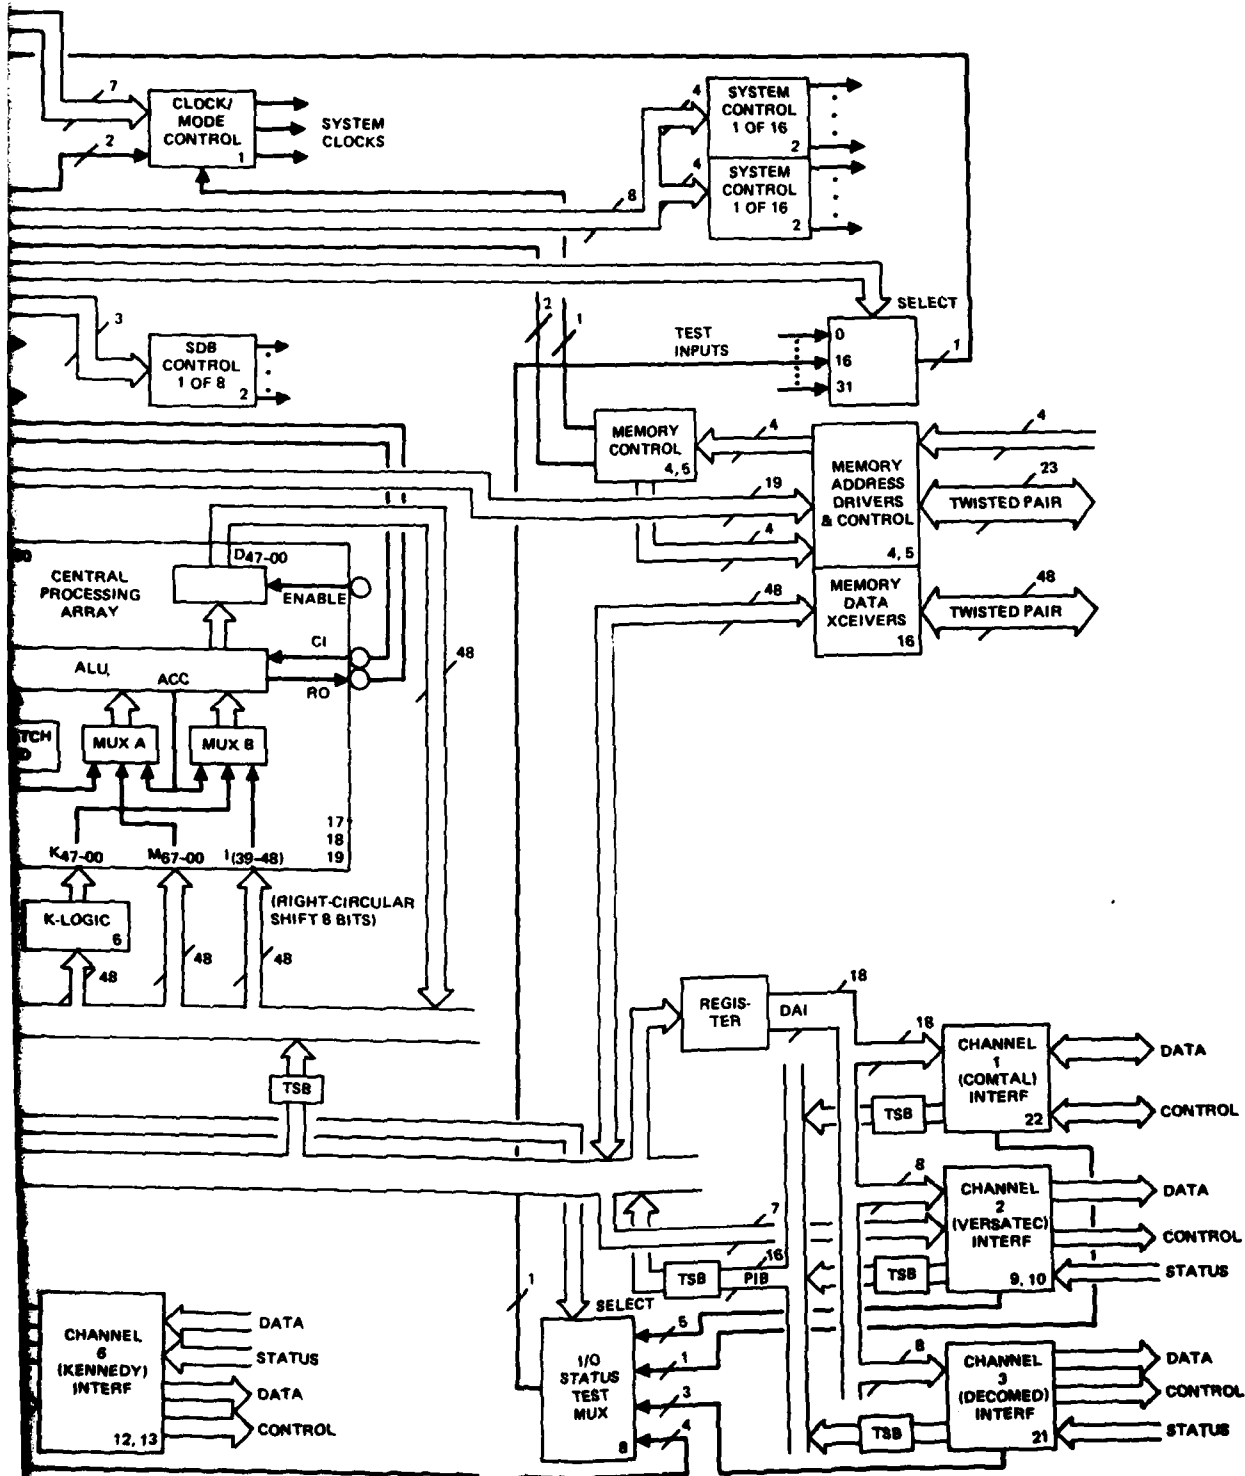 7
CLOCK/
MODE
CONTROL
1
SYSTEM
CLOCKS
2
4
SYSTEM
CONTROL
1 OF 16
2
4
SYSTEM
CONTROL
1 OF 16
2
8
3
SDB
CONTROL
1 OF 8
2
2
1
SELECT
TEST
INPUTS
0
16
31
1
MEMORY
CONTROL
4, 5
4
19
4
48
MEMORY
ADDRESS
DRIVERS
& CONTROL
4, 5
MEMORY
DATA
XCEIVERS
16
4
23
TWISTED PAIR
48
TWISTED PAIR
CENTRAL
PROCESSING
ARRAY
D47-00
ENABLE
CI
RO
48
ALU,
ACC
TCH
MUX A
MUX B
17
18
19
K47-00
M67-00
I(39-48)
K-LOGIC
6
(RIGHT-CIRCULAR
SHIFT 8 BITS)
48
48
48
TSB
REGIS-
TER
DAI
18
18
CHANNEL
1
(COMTAL)
INTERF
22
DATA
CONTROL
TSB
8
CHANNEL
2
(VERSATEC)
INTERF
9, 10
DATA
CONTROL
1
STATUS
TSB
7
16
TSB
PIB
1
SELECT
I/O
STATUS
TEST
MUX
8
5
1
3
4
8
CHANNEL
3
(DECOMED)
INTERF
21
DATA
CONTROL
STATUS
TSB
CHANNEL
6
(KENNEDY)
INTERF
12, 13
DATA
STATUS
DATA
CONTROL